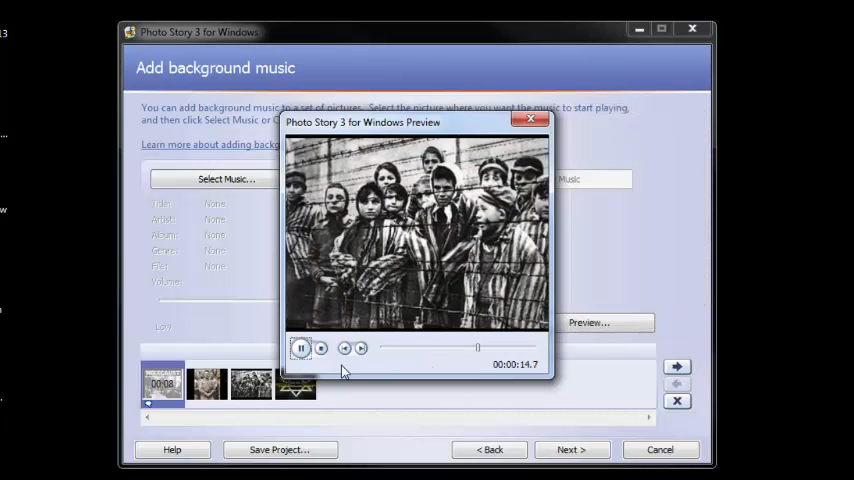 13
Photo Story 3 for Windows
Add background music
You can add background music to a set of pictures. Select the picture where you want the music to start playing,
and then click Select Music or C
Learn more about adding backg
Photo Story 3 for Windows Preview
Select Music...
Music
Title: None
Artist: None
Album: None
Genre: None
File: None
Volume:
Low
Preview...
00:00:14.7
00:08
Help
Save Project...
< Back
Next >
Cancel